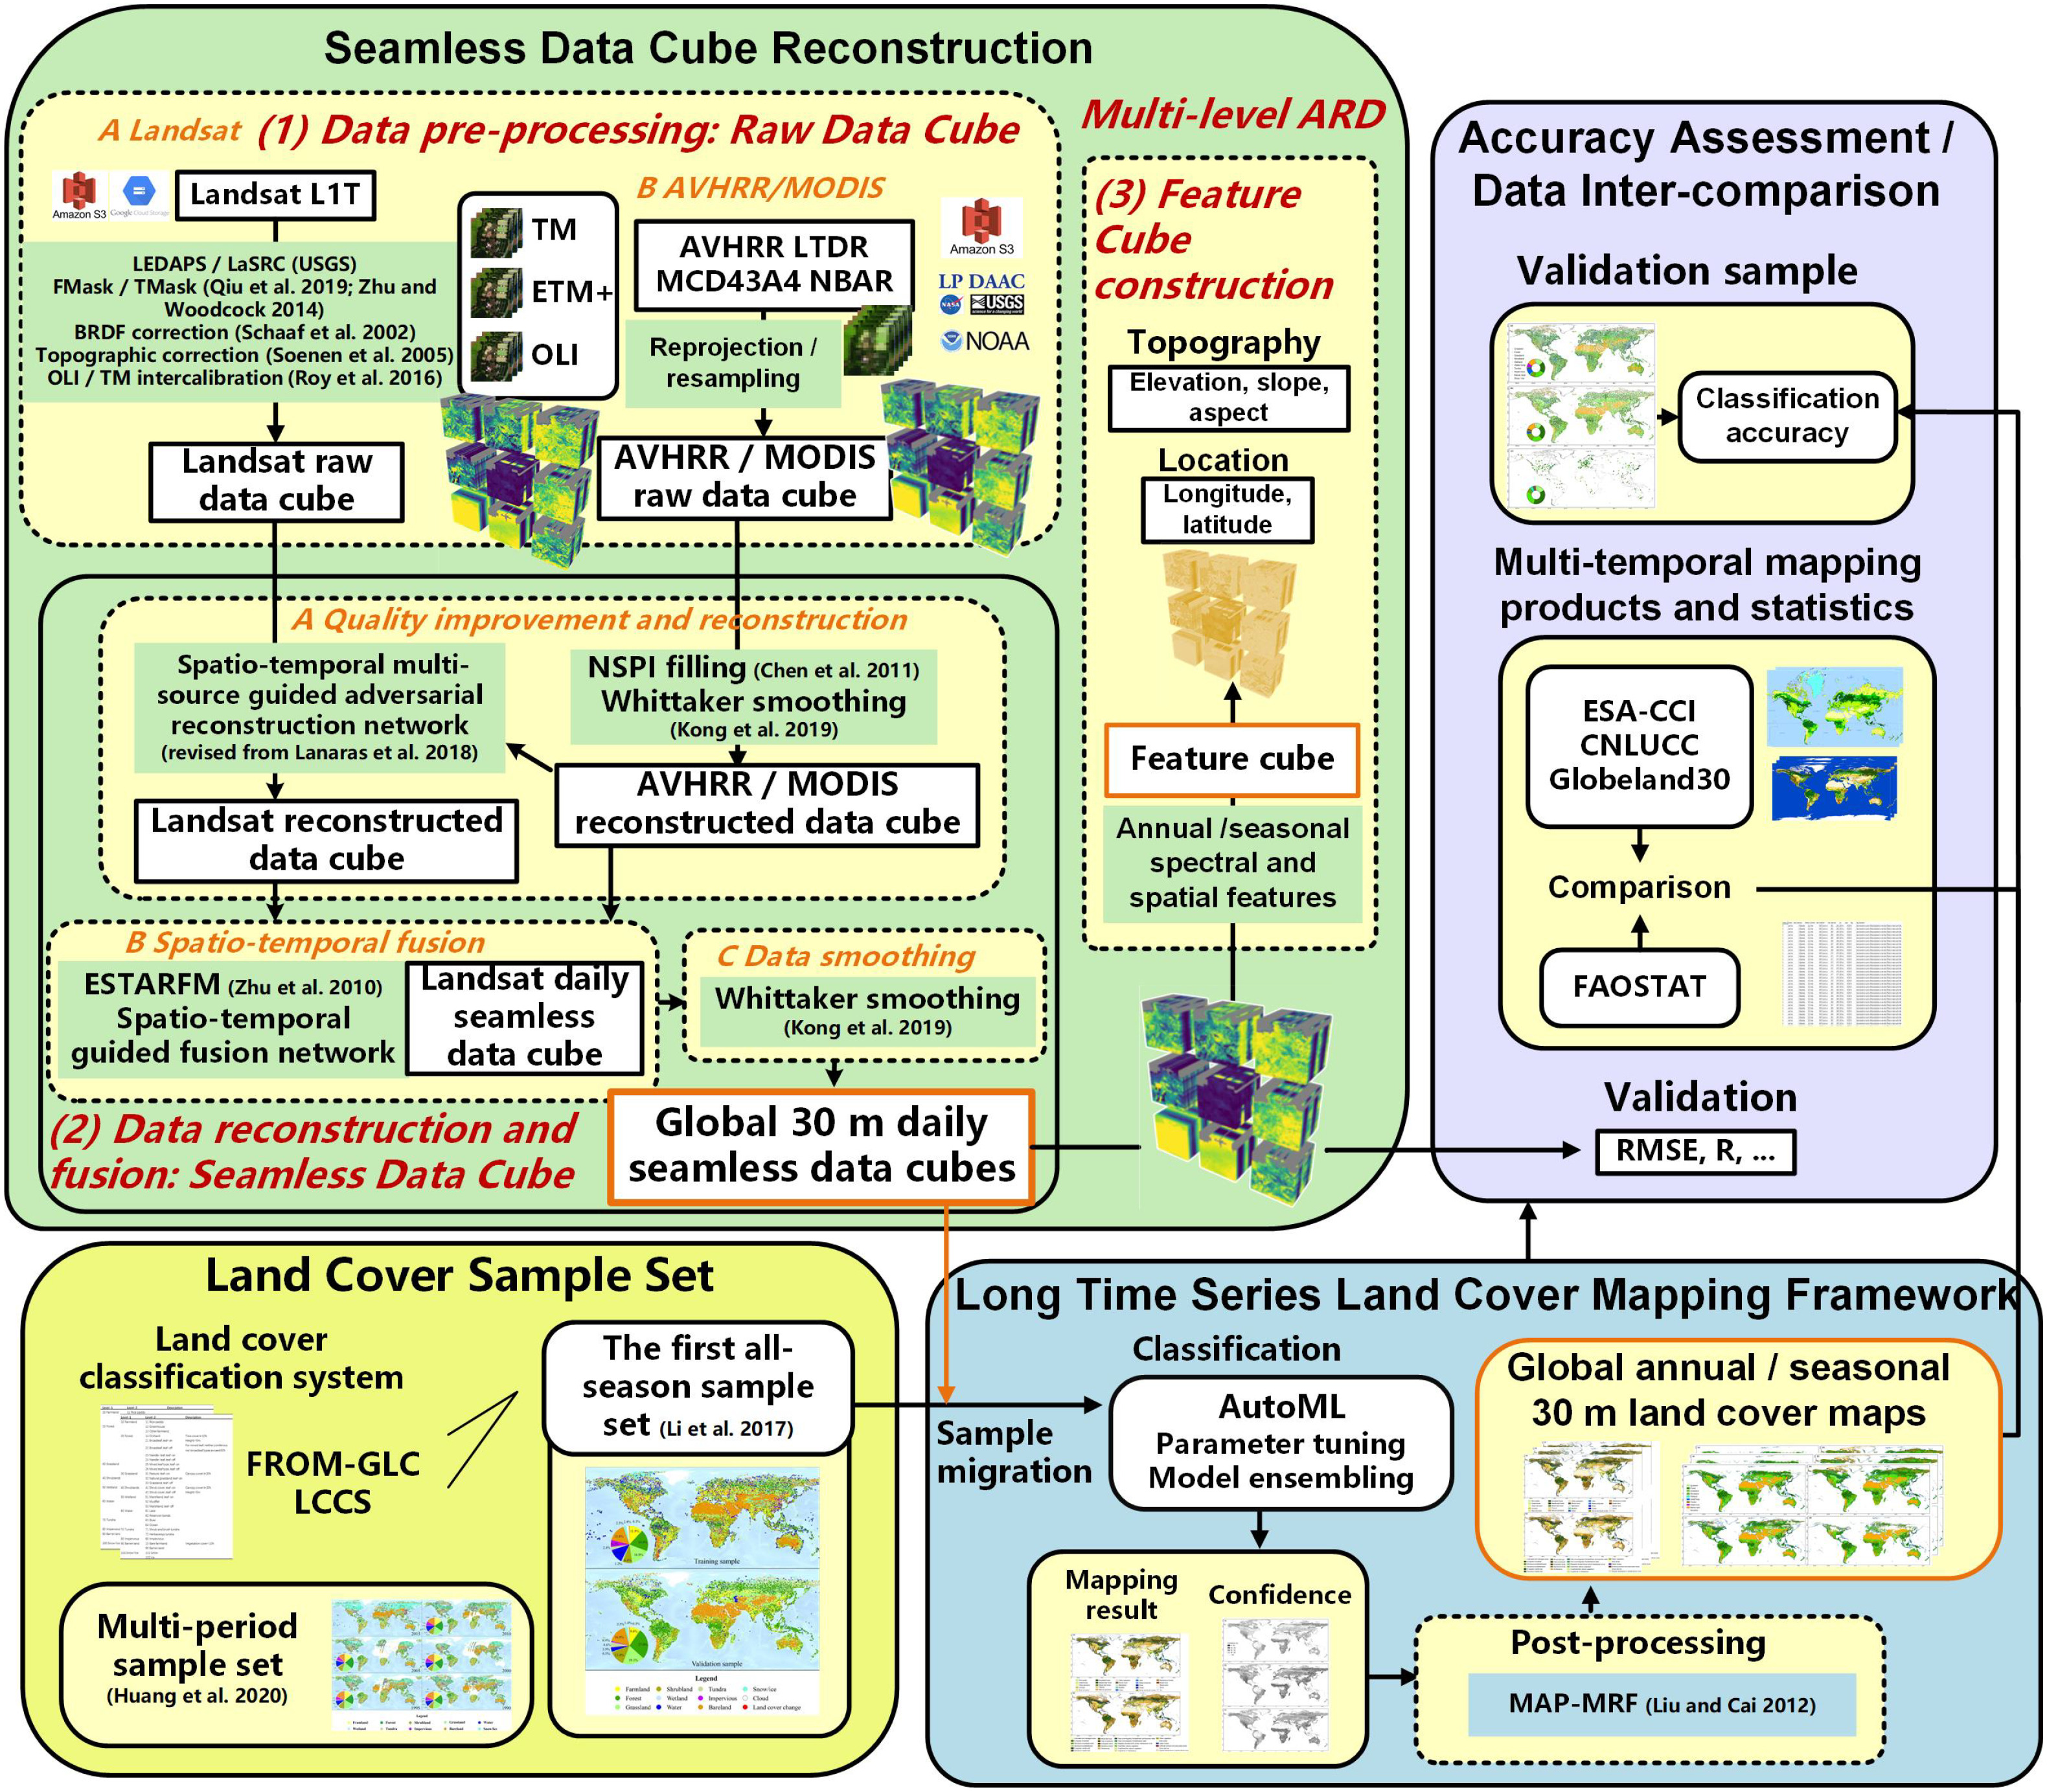 Seamless Data Cube Reconstruction
A Landsat
(1) Data pre-processing: Raw Data Cube
Amazon S3
Google Cloud Storage
Landsat L1T
LEDAPS / LaSRC (USGS)
FMask / TMask (Qiu et al. 2019; Zhu and
Woodcock 2014)
BRDF correction (Schaaf et al. 2002)
Topographic correction (Soenen et al. 2005)
OLI / TM intercalibration (Roy et al. 2016)
Landsat raw
data cube
TM
ETM+
OLI
B AVHRR/MODIS
AVHRR LTDR
MCD43A4 NBAR
Reprojection /
resampling
AVHRR / MODIS
raw data cube
Amazon S3
LP DAAC
NASA
USGS
science for a changing world
NOAA
A Quality improvement and reconstruction
Spatio-temporal multi-
source guided adversarial
reconstruction network
(revised from Lanaras et al. 2018)
NSPI filling (Chen et al. 2011)
Whittaker smoothing
(Kong et al. 2019)
AVHRR / MODIS
reconstructed data cube
Landsat reconstructed
data cube
B Spatio-temporal fusion
ESTARFM (Zhu et al. 2010)
Spatio-temporal
guided fusion network
Landsat daily
seamless
data cube
C Data smoothing
Whittaker smoothing
(Kong et al. 2019)
(2) Data reconstruction and
fusion: Seamless Data Cube
Global 30 m daily
seamless data cubes
Multi-level ARD
(3) Feature
Cube
construction
Topography
Elevation, slope,
aspect
Location
Longitude,
latitude
Feature cube
Annual /seasonal
spectral and
spatial features
Accuracy Assessment /
Data Inter-comparison
Validation sample
Classification
accuracy
Multi-temporal mapping
products and statistics
ESA-CCI
CNLUCC
Globeland30
Comparison
FAOSTAT
Validation
RMSE, R, ...
Land Cover Sample Set
Land cover
classification system
FROM-GLC
LCCS
The first all-
season sample
set (Li et al. 2017)
Training sample
Validation sample
Legend
Farmland Shrubland Tundra Snow/ice
Forest Wetland Impervious Cloud
Grassland Water Bareland Land cover change
Multi-period
sample set
(Huang et al. 2020)
Long Time Series Land Cover Mapping Framework
Sample
migration
Classification
AutoML
Parameter tuning
Model ensembling
Mapping
result
Confidence
Global annual / seasonal
30 m land cover maps
Post-processing
MAP-MRF (Liu and Cai 2012)